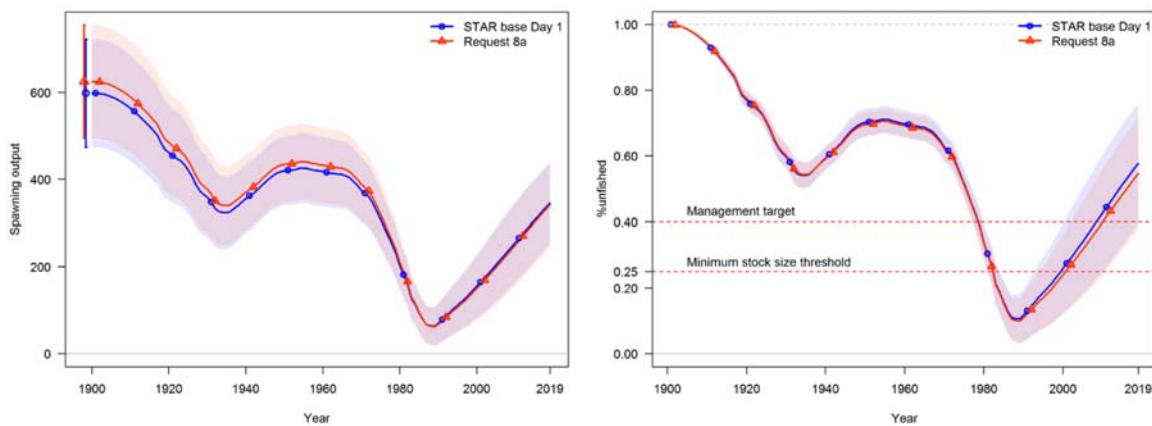 STAR base Day 1
Request 8a
Spawning output
600
400
200
0
1900
1920
1940
1960
1980
2000
2019
Year
STAR base Day 1
Request 8a
%unfished
1.00
0.80
0.60
0.40
0.25
0.20
0.00
Management target
Minimum stock size threshold
1900
1920
1940
1960
1980
2000
2019
Year